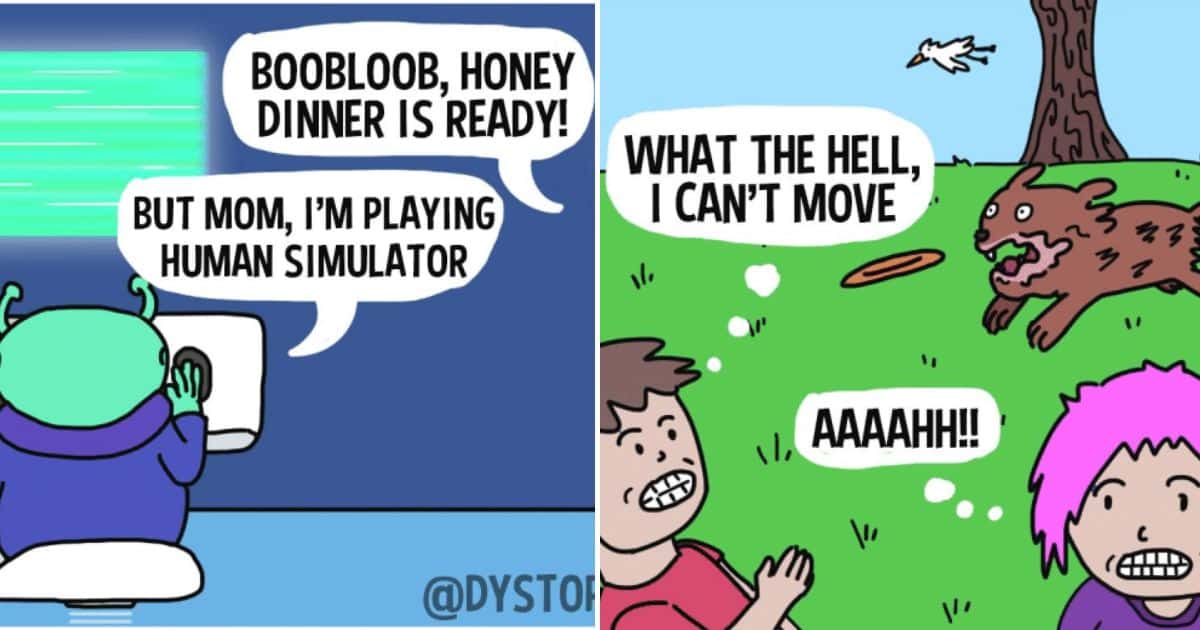 BOOBLOOB, HONEY
DINNER IS READY!
BUT MOM, I'M PLAYING
HUMAN SIMULATOR
@DYSTOP
WHAT THE HELL,
I CAN'T MOVE
AAAAHH!!